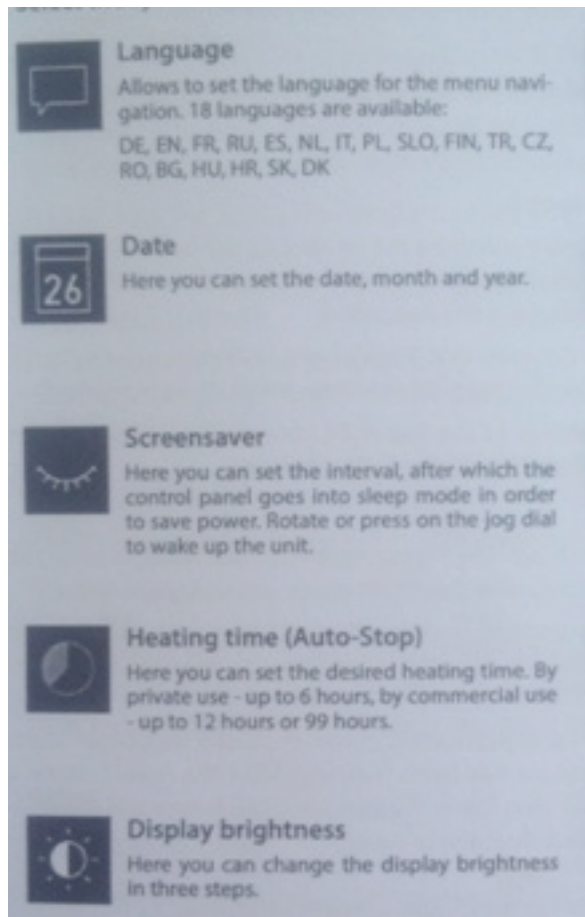 Language
Allows to set the language for the menu navi-
gation. 18 languages are available:
DE, EN, FR, RU, ES, NL, IT, PL, SLO, FIN, TR, CZ,
RO, BG, HU, HR, SK, DK
Date
26
Here you can set the date, month and year.
Screensaver
Here you can set the interval, after which the
control panel goes into sleep mode in order
to save power. Rotate or press on the jog dial
to wake up the unit.
Heating time (Auto-Stop)
Here you can set the desired heating time. By
private use - up to 6 hours, by commercial use
- up to 12 hours or 99 hours.
Display brightness
Here you can change the display brightness
in three steps.